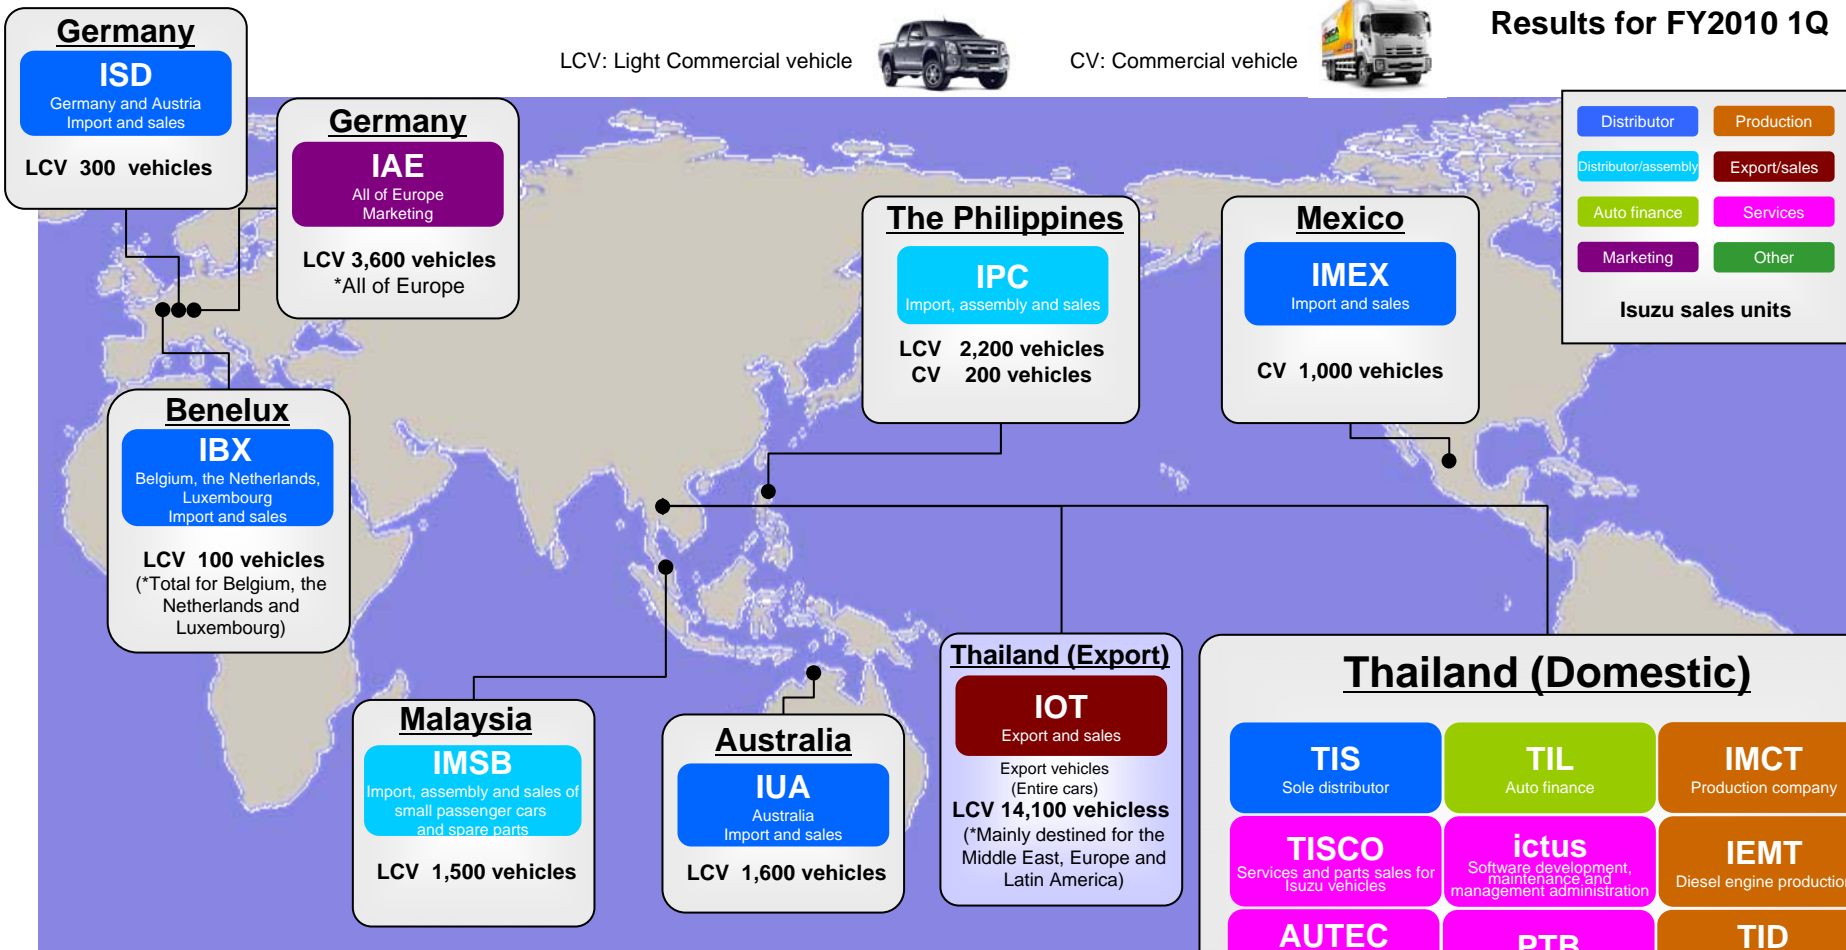 Results for FY2010 1Q
LCV: Light Commercial vehicle
CV: Commercial vehicle
Germany
ISD
Germany and Austria
Import and sales
LCV 300 vehicles
Germany
IAE
All of Europe
Marketing
LCV 3,600 vehicles
*All of Europe
The Philippines
IPC
Import, assembly and sales
LCV 2,200 vehicles
CV 200 vehicles
Mexico
IMEX
Import and sales
CV 1,000 vehicles
Distributor
Production
Distributor/assembly
Export/sales
Auto finance
Services
Marketing
Other
Isuzu sales units
Benelux
IBX
Belgium, the Netherlands,
Luxembourg
Import and sales
LCV 100 vehicles
(*Total for Belgium, the
Netherlands and
Luxembourg)
Malaysia
IMSB
Import, assembly and sales of
small passenger cars
and spare parts
LCV 1,500 vehicles
Australia
IUA
Australia
Import and sales
LCV 1,600 vehicles
Thailand (Export)
IOT
Export and sales
Export vehicles
(Entire cars)
LCV 14,100 vehicless
(*Mainly destined for the
Middle East, Europe and
Latin America)
Thailand (Domestic)
TIS
Sole distributor
TIL
Auto finance
IMCT
Production company
TISCO
Services and parts sales for
Isuzu vehicles
ictus
Software development,
maintenance and
management administration
IEMT
Diesel engine production
AUTEC
PTB
TID